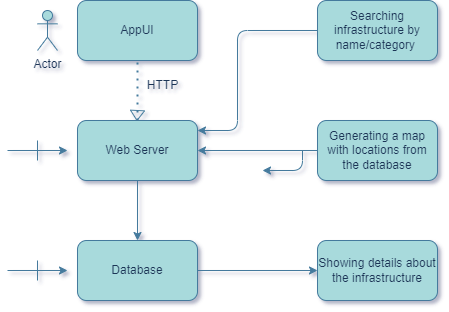 AppUI
Searching
infrastructure by
name/category
Actor
HTTP
Web Server
Generating a map
with locations from
the database
Database
Showing details about
the infrastructure